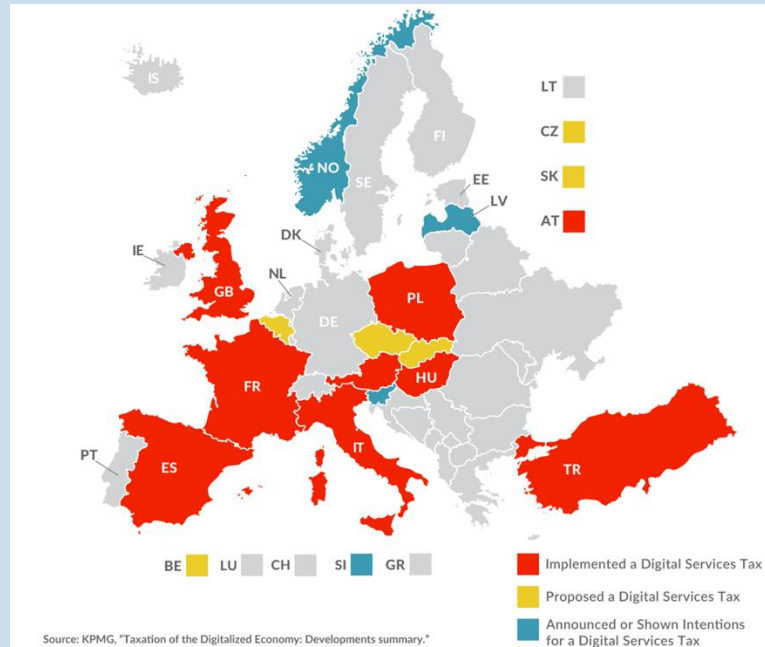 IS
LT
FI
CZ
NO
SE
SK
EE
LV
AT
DK
IE
NL
GB
PL
DE
HU
FR
IT
PT
ES
TR
BE
LU
CH
SI
GR
Implemented a Digital Services Tax
Proposed a Digital Services Tax
Announced or Shown Intentions
for a Digital Services Tax
Source: KPMG, “Taxation of the Digitalized Economy: Developments summary.”